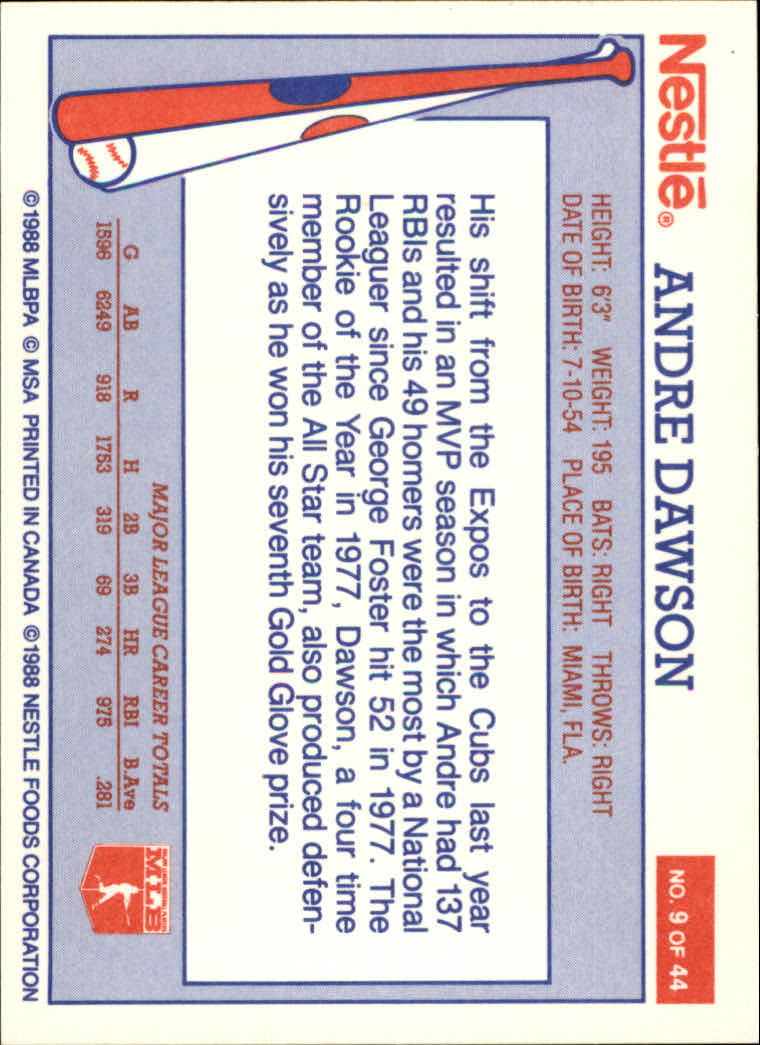 Nestlé®
ANDRE DAWSON
NO. 9 OF 44
HEIGHT: 6'3" WEIGHT: 195 BATS: RIGHT THROWS: RIGHT
DATE OF BIRTH: 7-10-54 PLACE OF BIRTH: MIAMI, FLA.
His shift from the Expos to the Cubs last year
resulted in an MVP season in which Andre had 137
RBIs and his 49 homers were the most by a National
Leaguer since George Foster hit 52 in 1977. The
Rookie of the Year in 1977, Dawson, a four time
member of the All Star team, also produced defen-
sively as he won his seventh Gold Glove prize.
MAJOR LEAGUE CAREER TOTALS
G AB R H 2B 3B HR RBI B.Ave
1596 6249 918 1753 319 69 274 975 .281
MLB
©1988 MLBPA © MSA PRINTED IN CANADA ©1988 NESTLE FOODS CORPORATION